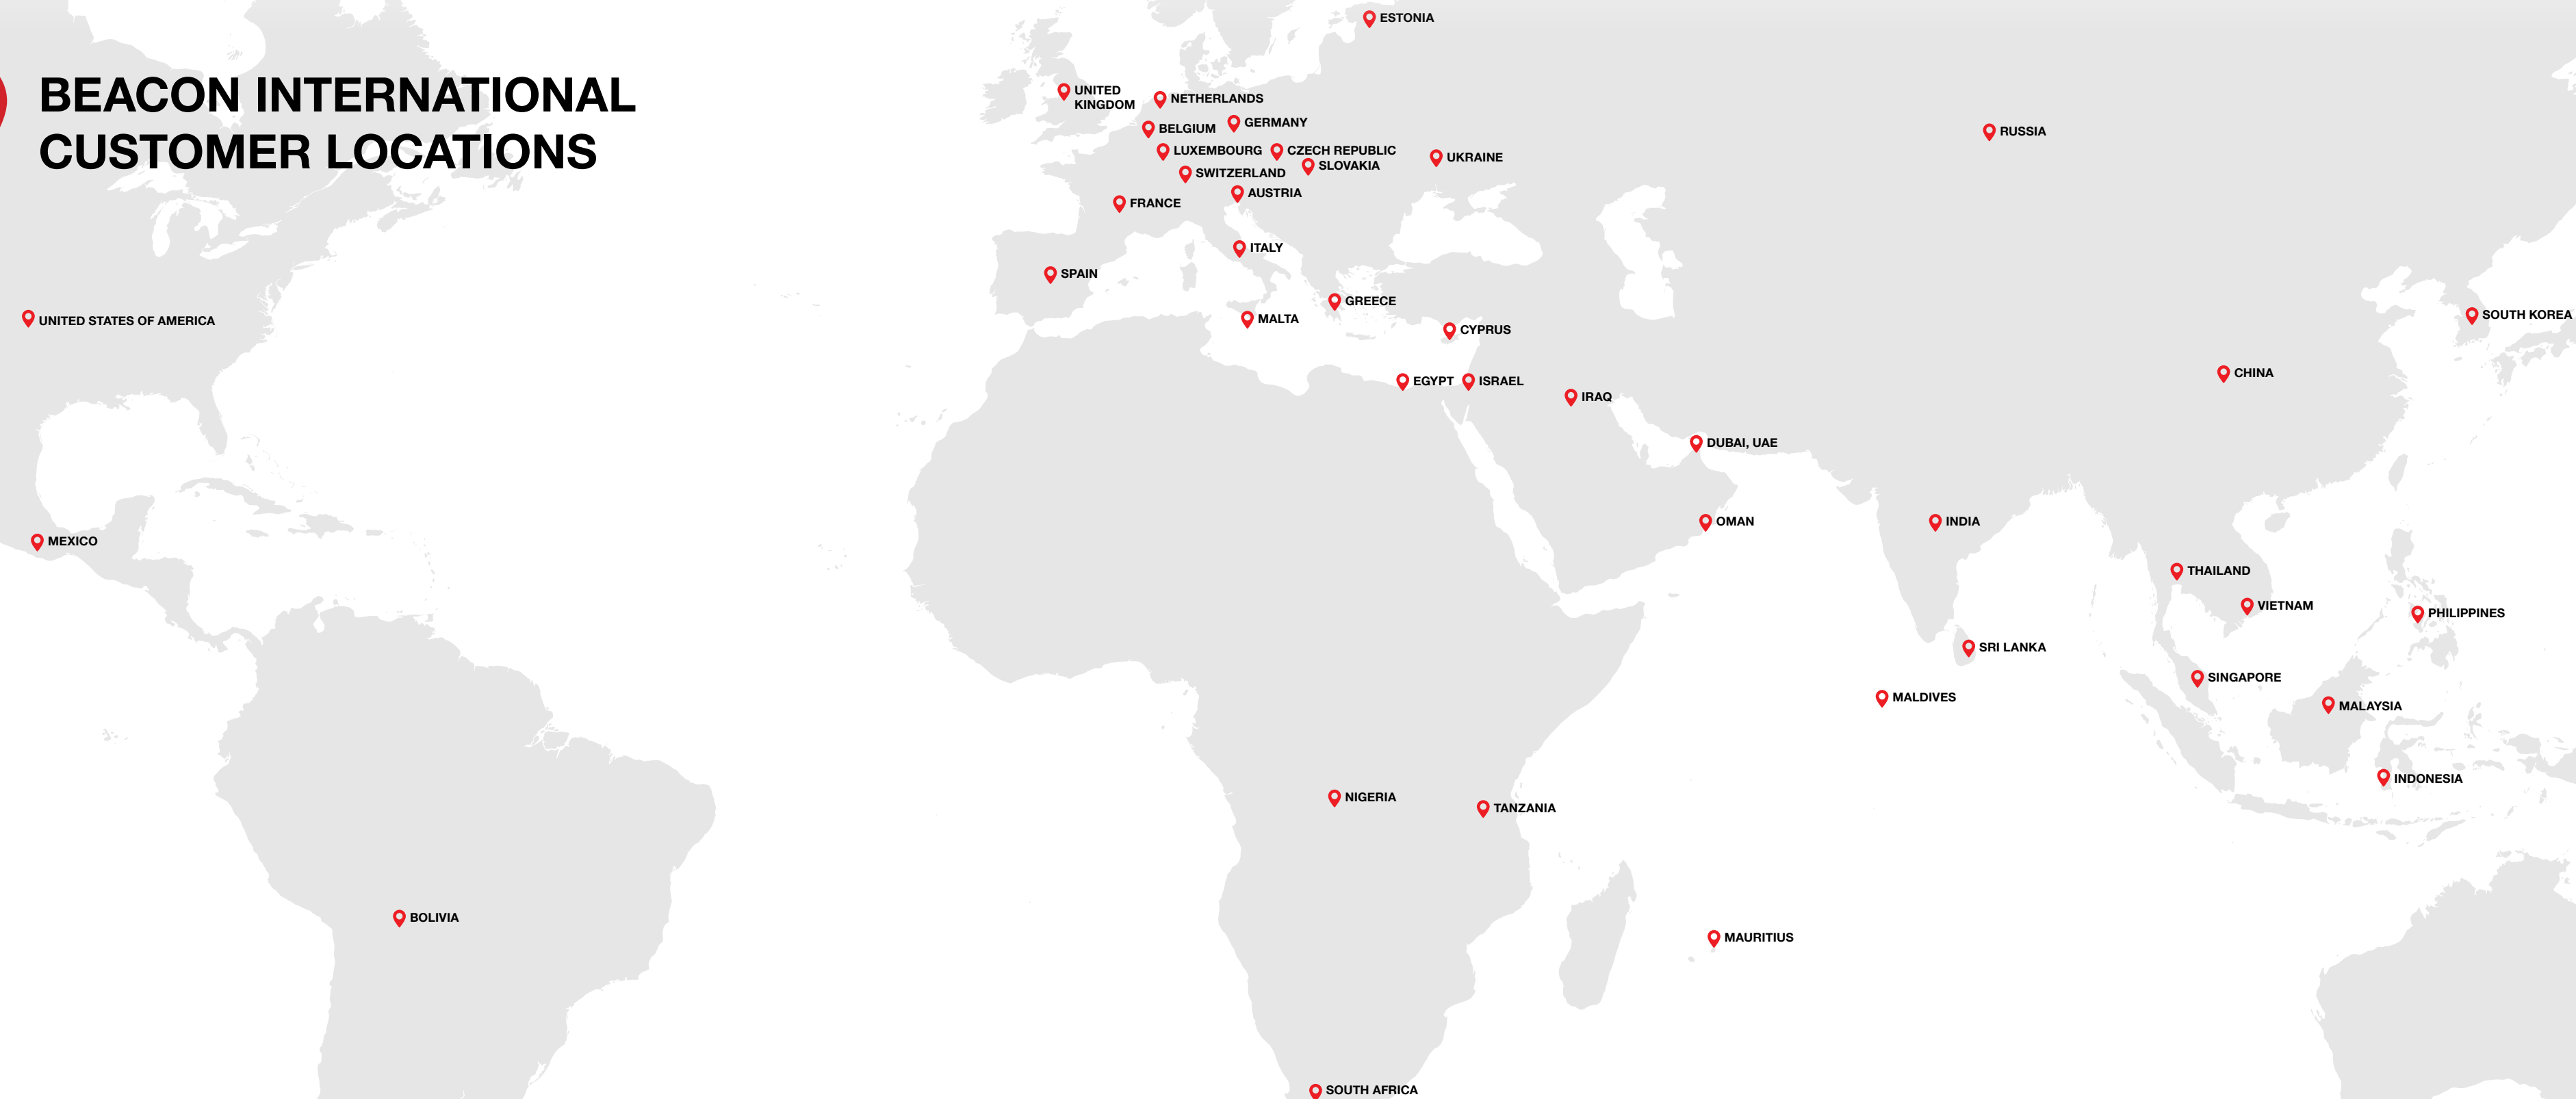 BEACON INTERNATIONAL
CUSTOMER LOCATIONS
ESTONIA
UNITED
KINGDOM
NETHERLANDS
BELGIUM
GERMANY
LUXEMBOURG
CZECH REPUBLIC
SLOVAKIA
UKRAINE
RUSSIA
SWITZERLAND
AUSTRIA
FRANCE
ITALY
SPAIN
GREECE
MALTA
CYPRUS
UNITED STATES OF AMERICA
SOUTH KOREA
CHINA
EGYPT
ISRAEL
IRAQ
DUBAI, UAE
OMAN
INDIA
MEXICO
THAILAND
VIETNAM
PHILIPPINES
SRI LANKA
SINGAPORE
MALDIVES
MALAYSIA
INDONESIA
NIGERIA
TANZANIA
BOLIVIA
MAURITIUS
SOUTH AFRICA